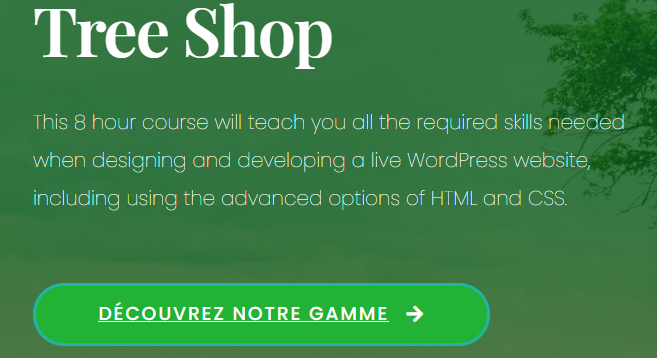 Tree Shop
This 8 hour course will teach you all the required skills needed
when designing and developing a live WordPress website,
including using the advanced options of HTML and CSS.
DÉCOUVREZ NOTRE GAMME →